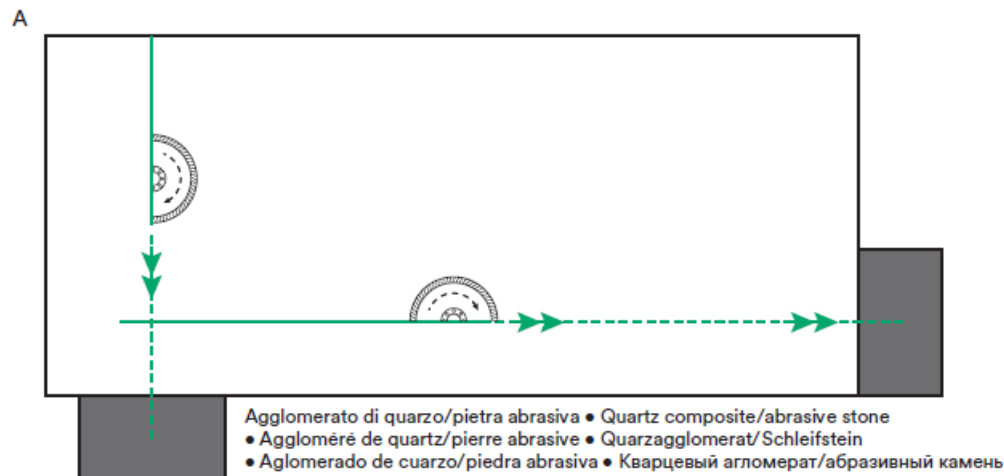 A
Agglomerato di quarzo/pietra abrasiva ● Quartz composite/abrasive stone
● Aggloméré de quartz/pierre abrasive ● Quarzagglomerat/Schleifstein
● Aglomerado de cuarzo/piedra abrasiva ● Кварцевый агломерат/абразивный камень